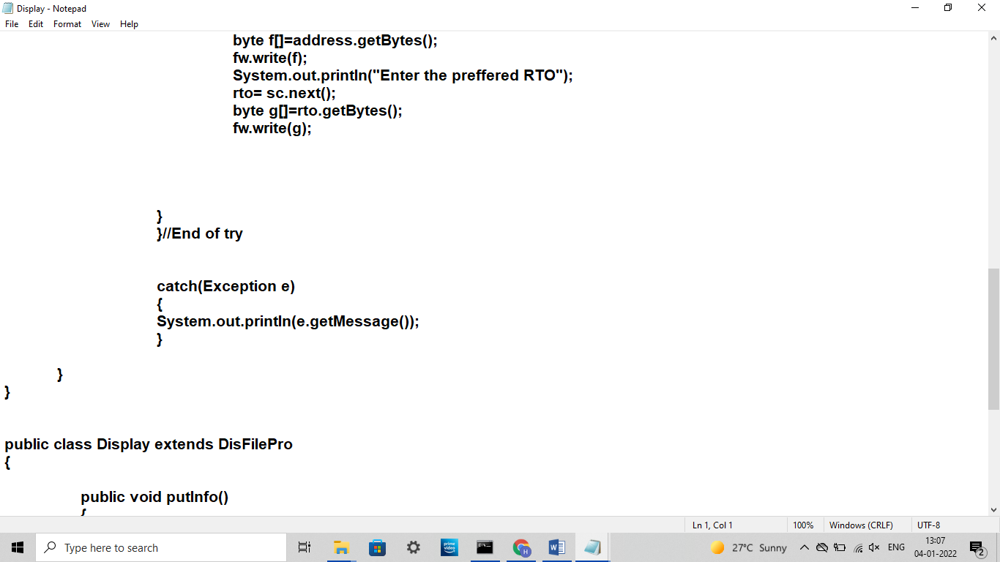 Display - Notepad
File Edit Format View Help
byte f[]=address.getBytes();
fw.write(f);
System.out.println("Enter the preffered RTO");
rto= sc.next();
byte g[]=rto.getBytes();
fw.write(g);
}
}//End of try
catch(Exception e)
{
System.out.println(e.getMessage());
}
}
}
public class Display extends DisFilePro
{
public void putInfo()
{
Ln 1, Col 1 100% Windows (CRLF) UTF-8
Type here to search
prime video
C:\
H
W
27°C Sunny
ENG
13:07
04-01-2022
2